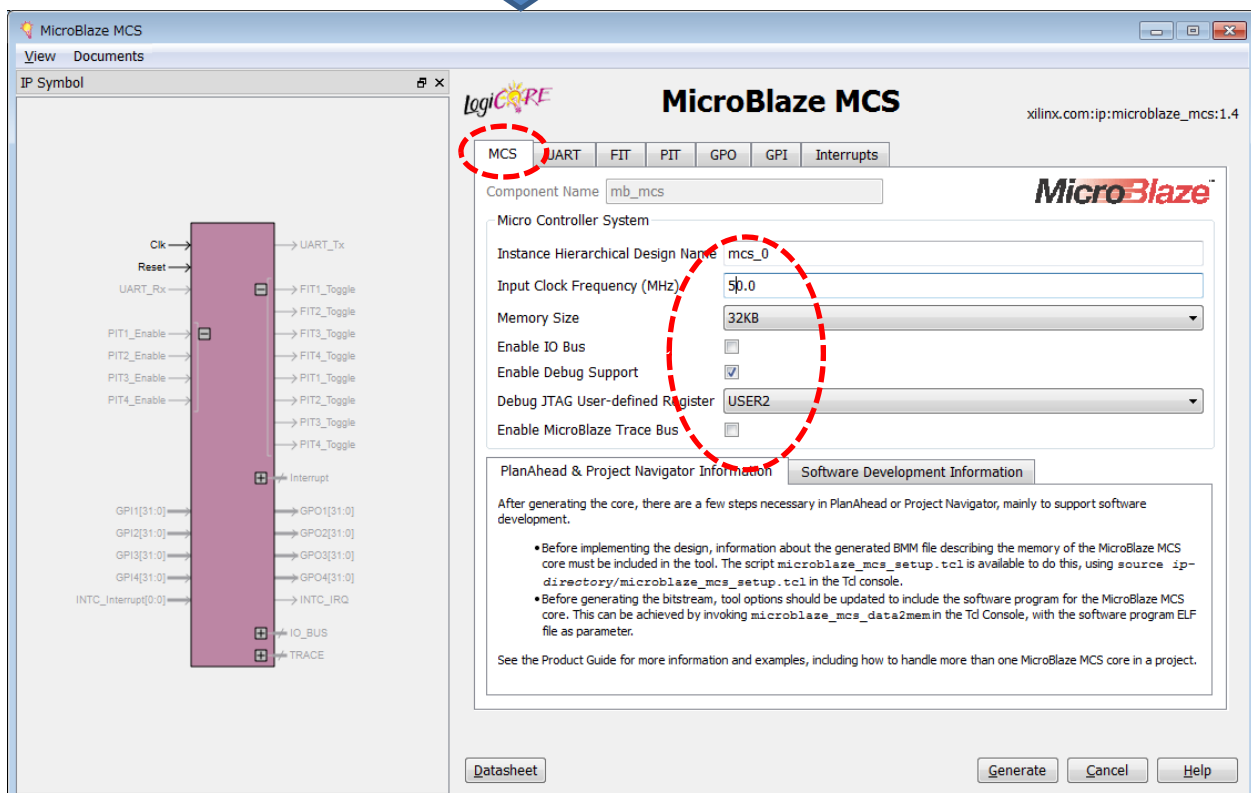 MicroBlaze MCS
View Documents
IP Symbol
Clk
Reset
UART_Rx
PIT1_Enable
PIT2_Enable
PIT3_Enable
PIT4_Enable
GPI1[31:0]
GPI2[31:0]
GPI3[31:0]
GPI4[31:0]
INTC_Interrupt[0:0]
UART_Tx
FIT1_Toggle
FIT2_Toggle
FIT3_Toggle
FIT4_Toggle
PIT1_Toggle
PIT2_Toggle
PIT3_Toggle
PIT4_Toggle
Interrupt
GPO1[31:0]
GPO2[31:0]
GPO3[31:0]
GPO4[31:0]
INTC_IRQ
IO_BUS
TRACE
LogiCORE
MicroBlaze MCS
xilinx.com:ip:microblaze_mcs:1.4
MCS UART FIT PIT GPO GPI Interrupts
Component Name mb_mcs
MicroBlaze
Micro Controller System
Instance Hierarchical Design Name mcs_0
Input Clock Frequency (MHz) 50.0
Memory Size 32KB
Enable IO Bus
Enable Debug Support
Debug JTAG User-defined Register USER2
Enable MicroBlaze Trace Bus
PlanAhead & Project Navigator Information Software Development Information
After generating the core, there are a few steps necessary in PlanAhead or Project Navigator, mainly to support software
development.
•Before implementing the design, information about the generated BMM file describing the memory of the MicroBlaze MCS
core must be included in the tool. The script microblaze_mcs_setup.tcl is available to do this, using source ip-
directory/microblaze_mcs_setup.tcl in the Tcl console.
•Before generating the bitstream, tool options should be updated to include the software program for the MicroBlaze MCS
core. This can be achieved by invoking microblaze_mcs_data2mem in the Tcl Console, with the software program ELF
file as parameter.
See the Product Guide for more information and examples, including how to handle more than one MicroBlaze MCS core in a project.
Datasheet
Generate Cancel Help